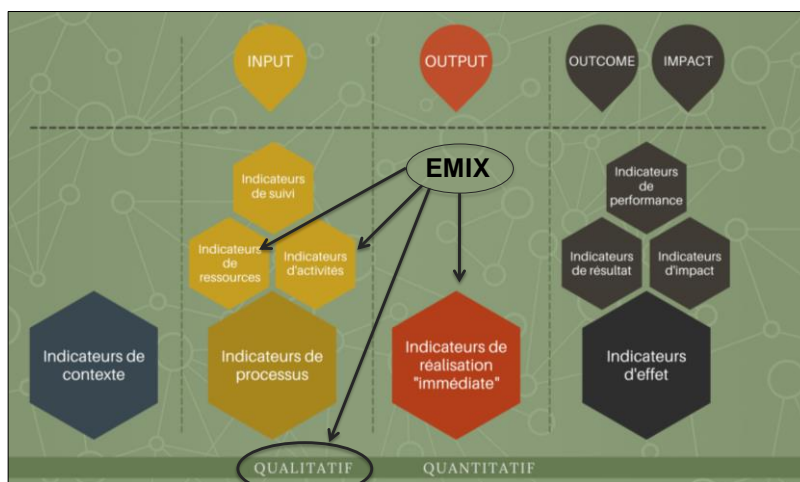 INPUT
OUTPUT
OUTCOME
IMPACT
EMIX
Indicateurs
de suivi
Indicateurs
de
ressources
Indicateurs
d'activités
Indicateurs
de
performance
Indicateurs
de résultat
Indicateurs
d'impact
Indicateurs de
contexte
Indicateurs de
processus
Indicateurs de
réalisation
"immédiate"
Indicateurs
d'effet
QUALITATIF
QUANTITATIF